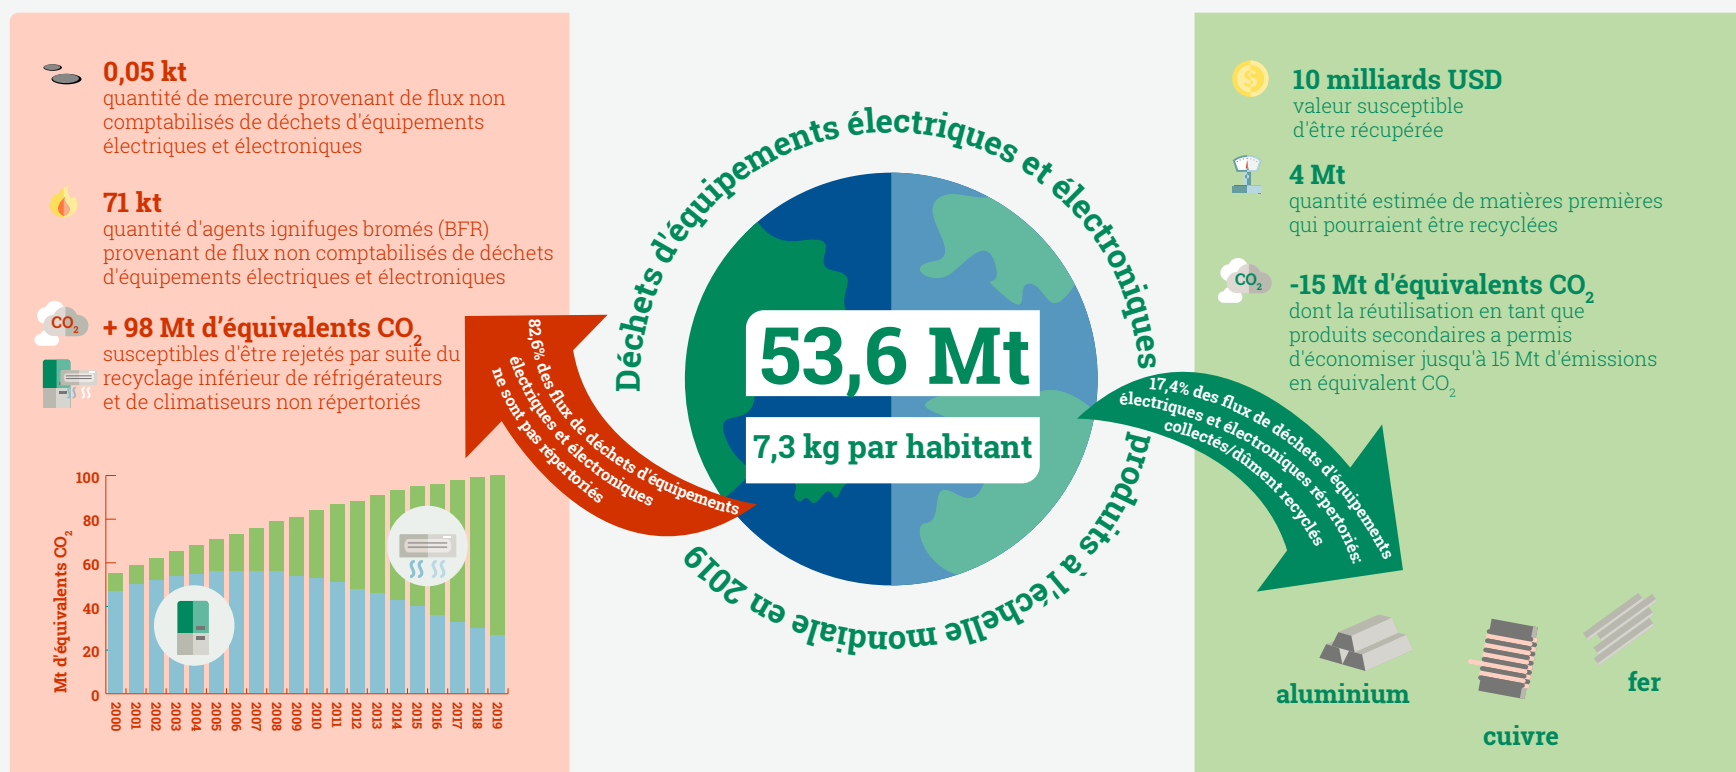 0,05 kt
quantité de mercure provenant de flux non
comptabilisés de déchets d'équipements
électriques et électroniques
71 kt
quantité d'agents ignifuges bromés (BFR)
provenant de flux non comptabilisés de déchets
d'équipements électriques et électroniques
CO₂
+ 98 Mt d'équivalents CO₂
susceptibles d'être rejetés par suite du
recyclage inférieur de réfrigérateurs
et de climatiseurs non répertoriés
Mt d'équivalents CO₂
100
80
60
40
20
0
2000
2001
2002
2003
2004
2005
2006
2007
2008
2009
2010
2011
2012
2013
2014
2015
2016
2017
2018
2019
82,6% des flux de déchets d'équipements
électriques et électroniques
ne sont pas répertoriés
Déchets d'équipements électriques et électroniques produits à l'échelle mondiale en 2019
53,6 Mt
7,3 kg par habitant
17,4% des flux de déchets d'équipements
électriques et électroniques répertoriés:
collectés/dûment recyclés
$
10 milliards USD
valeur susceptible
d'être récupérée
4 Mt
quantité estimée de matières premières
qui pourraient être recyclées
CO₂
-15 Mt d'équivalents CO₂
dont la réutilisation en tant que
produits secondaires a permis
d'économiser jusqu'à 15 Mt d'émissions
en équivalent CO₂
aluminium
cuivre
fer